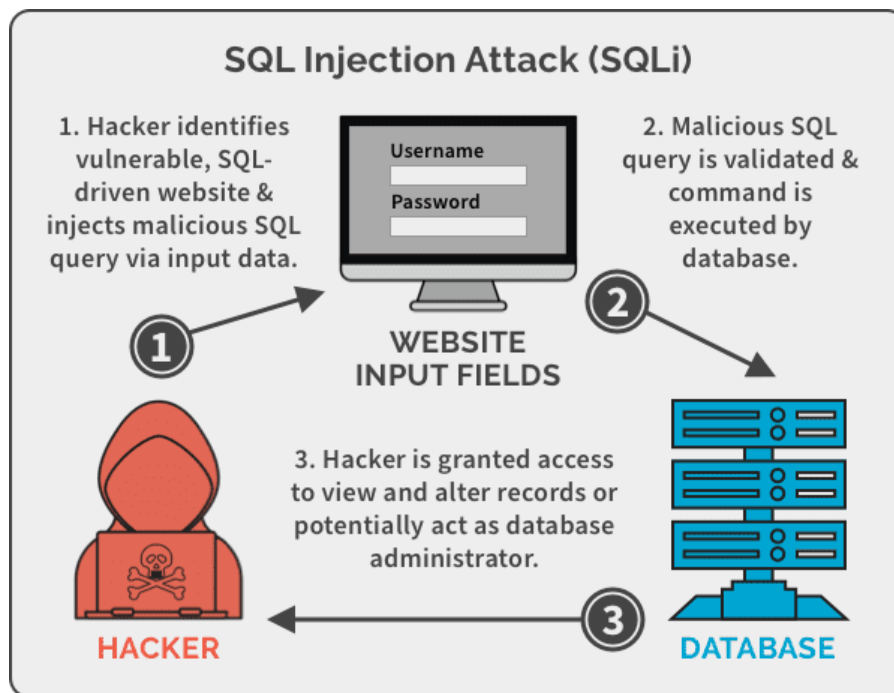 SQL Injection Attack (SQLi)
1. Hacker identifies
vulnerable, SQL-
driven website &
injects malicious SQL
query via input data.
Username
Password
2. Malicious SQL
query is validated &
command is
executed by
database.
1
2
WEBSITE
INPUT FIELDS
3. Hacker is granted access
to view and alter records or
potentially act as database
administrator.
3
HACKER
DATABASE